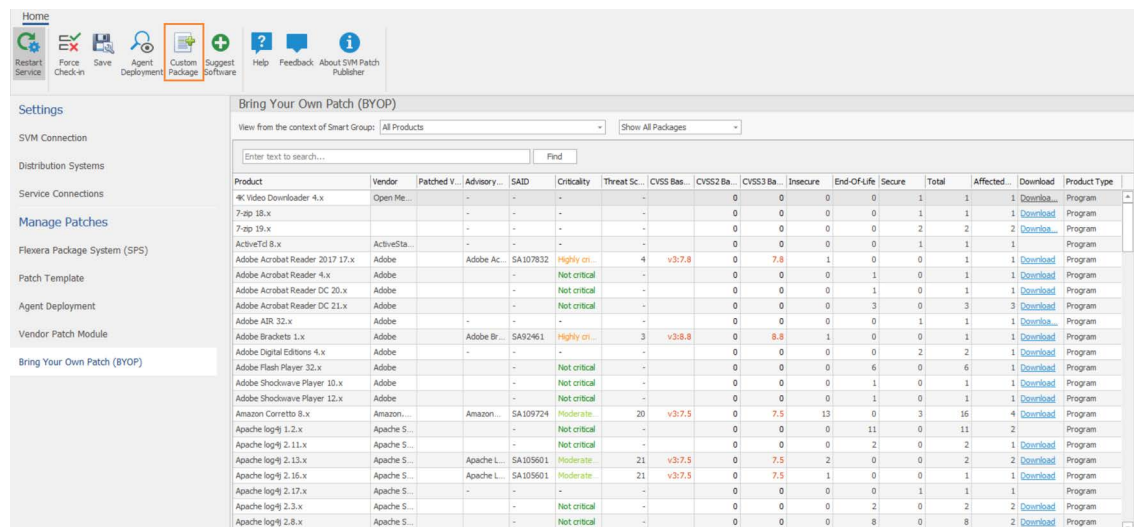 Home
Restart Service
Force Check-in
Save
Agent Deployment
Custom Package
Suggest Software
Help
Feedback
About SVM Patch Publisher
Settings
SVM Connection
Distribution Systems
Service Connections
Manage Patches
Flexera Package System (SPS)
Patch Template
Agent Deployment
Vendor Patch Module
Bring Your Own Patch (BYOP)
Bring Your Own Patch (BYOP)
View from the context of Smart Group: All Products Show All Packages
Enter text to search... Find
Product Vendor Patched V... Advisory... SAID Criticality Threat Sc... CVSS Bas... CVSS2 Ba... CVSS3 Ba... Insecure End-Of-Life Secure Total Affected... Download Product Type
4K Video Downloader 4.x Open Me... - - - - 0 0 0 0 1 1 1 Downloa... Program
7-zip 18.x - - - - 0 0 0 0 1 1 1 Download Program
7-zip 19.x - - - - 0 0 0 0 2 2 2 Downloa... Program
ActiveTcl 8.x ActiveSta... - - - - 0 0 0 0 1 1 1 Program
Adobe Acrobat Reader 2017 17.x Adobe Adobe Ac... SA107832 Highly cri... 4 v3:7.8 0 7.8 1 0 0 1 1 Download Program
Adobe Acrobat Reader 4.x Adobe - Not critical - 0 0 0 1 0 1 1 Download Program
Adobe Acrobat Reader DC 20.x Adobe - Not critical - 0 0 0 1 0 1 1 Download Program
Adobe Acrobat Reader DC 21.x Adobe - Not critical - 0 0 0 3 0 3 3 Download Program
Adobe AIR 32.x Adobe - - - - 0 0 0 0 1 1 1 Downloa... Program
Adobe Brackets 1.x Adobe Adobe Br... SA92461 Highly cri... 3 v3:8.8 0 8.8 1 0 0 1 1 Download Program
Adobe Digital Editions 4.x Adobe - - - - 0 0 0 0 2 2 1 Download Program
Adobe Flash Player 32.x Adobe - Not critical - 0 0 0 6 0 6 1 Download Program
Adobe Shockwave Player 10.x Adobe - Not critical - 0 0 0 1 0 1 1 Download Program
Adobe Shockwave Player 12.x Adobe - Not critical - 0 0 0 1 0 1 1 Download Program
Amazon Corretto 8.x Amazon.... Amazon... SA109724 Moderate... 20 v3:7.5 0 7.5 13 0 3 16 4 Download Program
Apache log4j 1.2.x Apache S... - Not critical - 0 0 0 11 0 11 2 Program
Apache log4j 2.11.x Apache S... - Not critical - 0 0 0 2 0 2 1 Download Program
Apache log4j 2.13.x Apache S... Apache L... SA105601 Moderate... 21 v3:7.5 0 7.5 2 0 0 2 2 Download Program
Apache log4j 2.16.x Apache S... Apache L... SA105601 Moderate... 21 v3:7.5 0 7.5 1 0 0 1 1 Download Program
Apache log4j 2.17.x Apache S... - - - - 0 0 0 0 1 1 1 Program
Apache log4j 2.3.x Apache S... - Not critical - 0 0 0 2 0 2 2 Download Program
Apache log4j 2.8.x Apache S... - Not critical - 0 0 0 8 0 8 2 Download Program